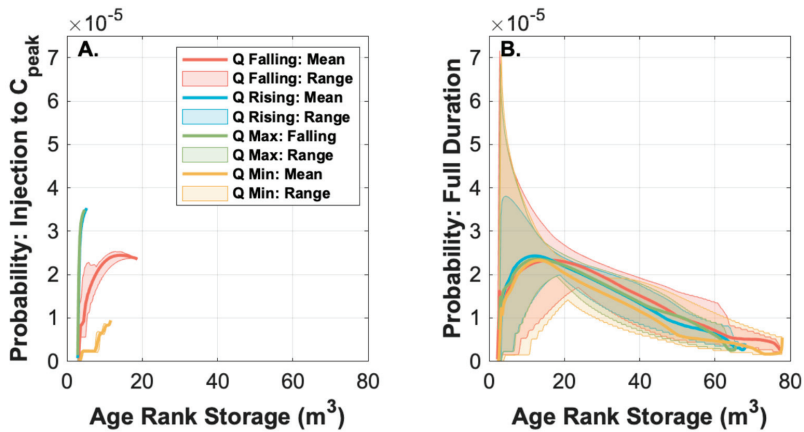 ×10⁻⁵
A.
Probability: Injection to C_peak
7
6
5
4
3
2
1
0
0 20 40 60 80
Age Rank Storage (m³)
Q Falling: Mean
Q Falling: Range
Q Rising: Mean
Q Rising: Range
Q Max: Falling
Q Max: Range
Q Min: Mean
Q Min: Range
×10⁻⁵
B.
Probability: Full Duration
7
6
5
4
3
2
1
0
0 20 40 60 80
Age Rank Storage (m³)